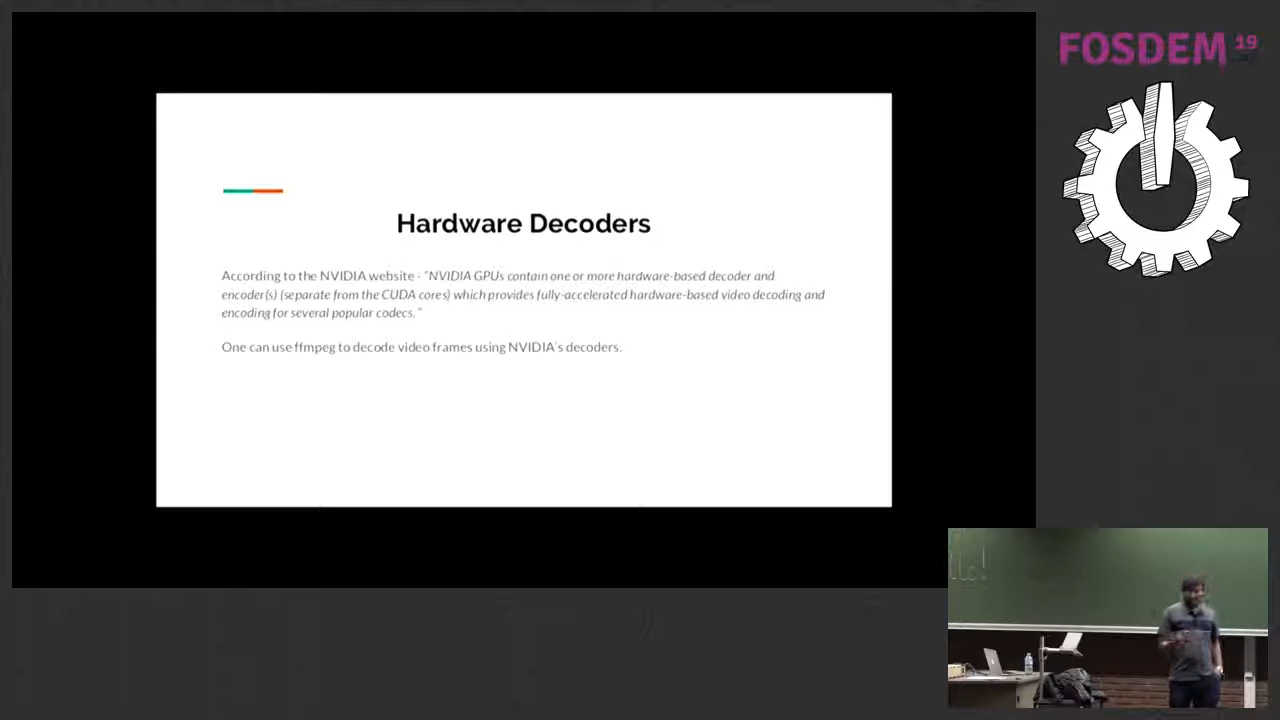 FOSDEM 19
Hardware Decoders
According to the NVIDIA website - "NVIDIA GPUs contain one or more hardware-based decoder and
encoder(s) (separate from the CUDA cores) which provides fully-accelerated hardware-based video decoding and
encoding for several popular codecs."
One can use ffmpeg to decode video frames using NVIDIA's decoders.